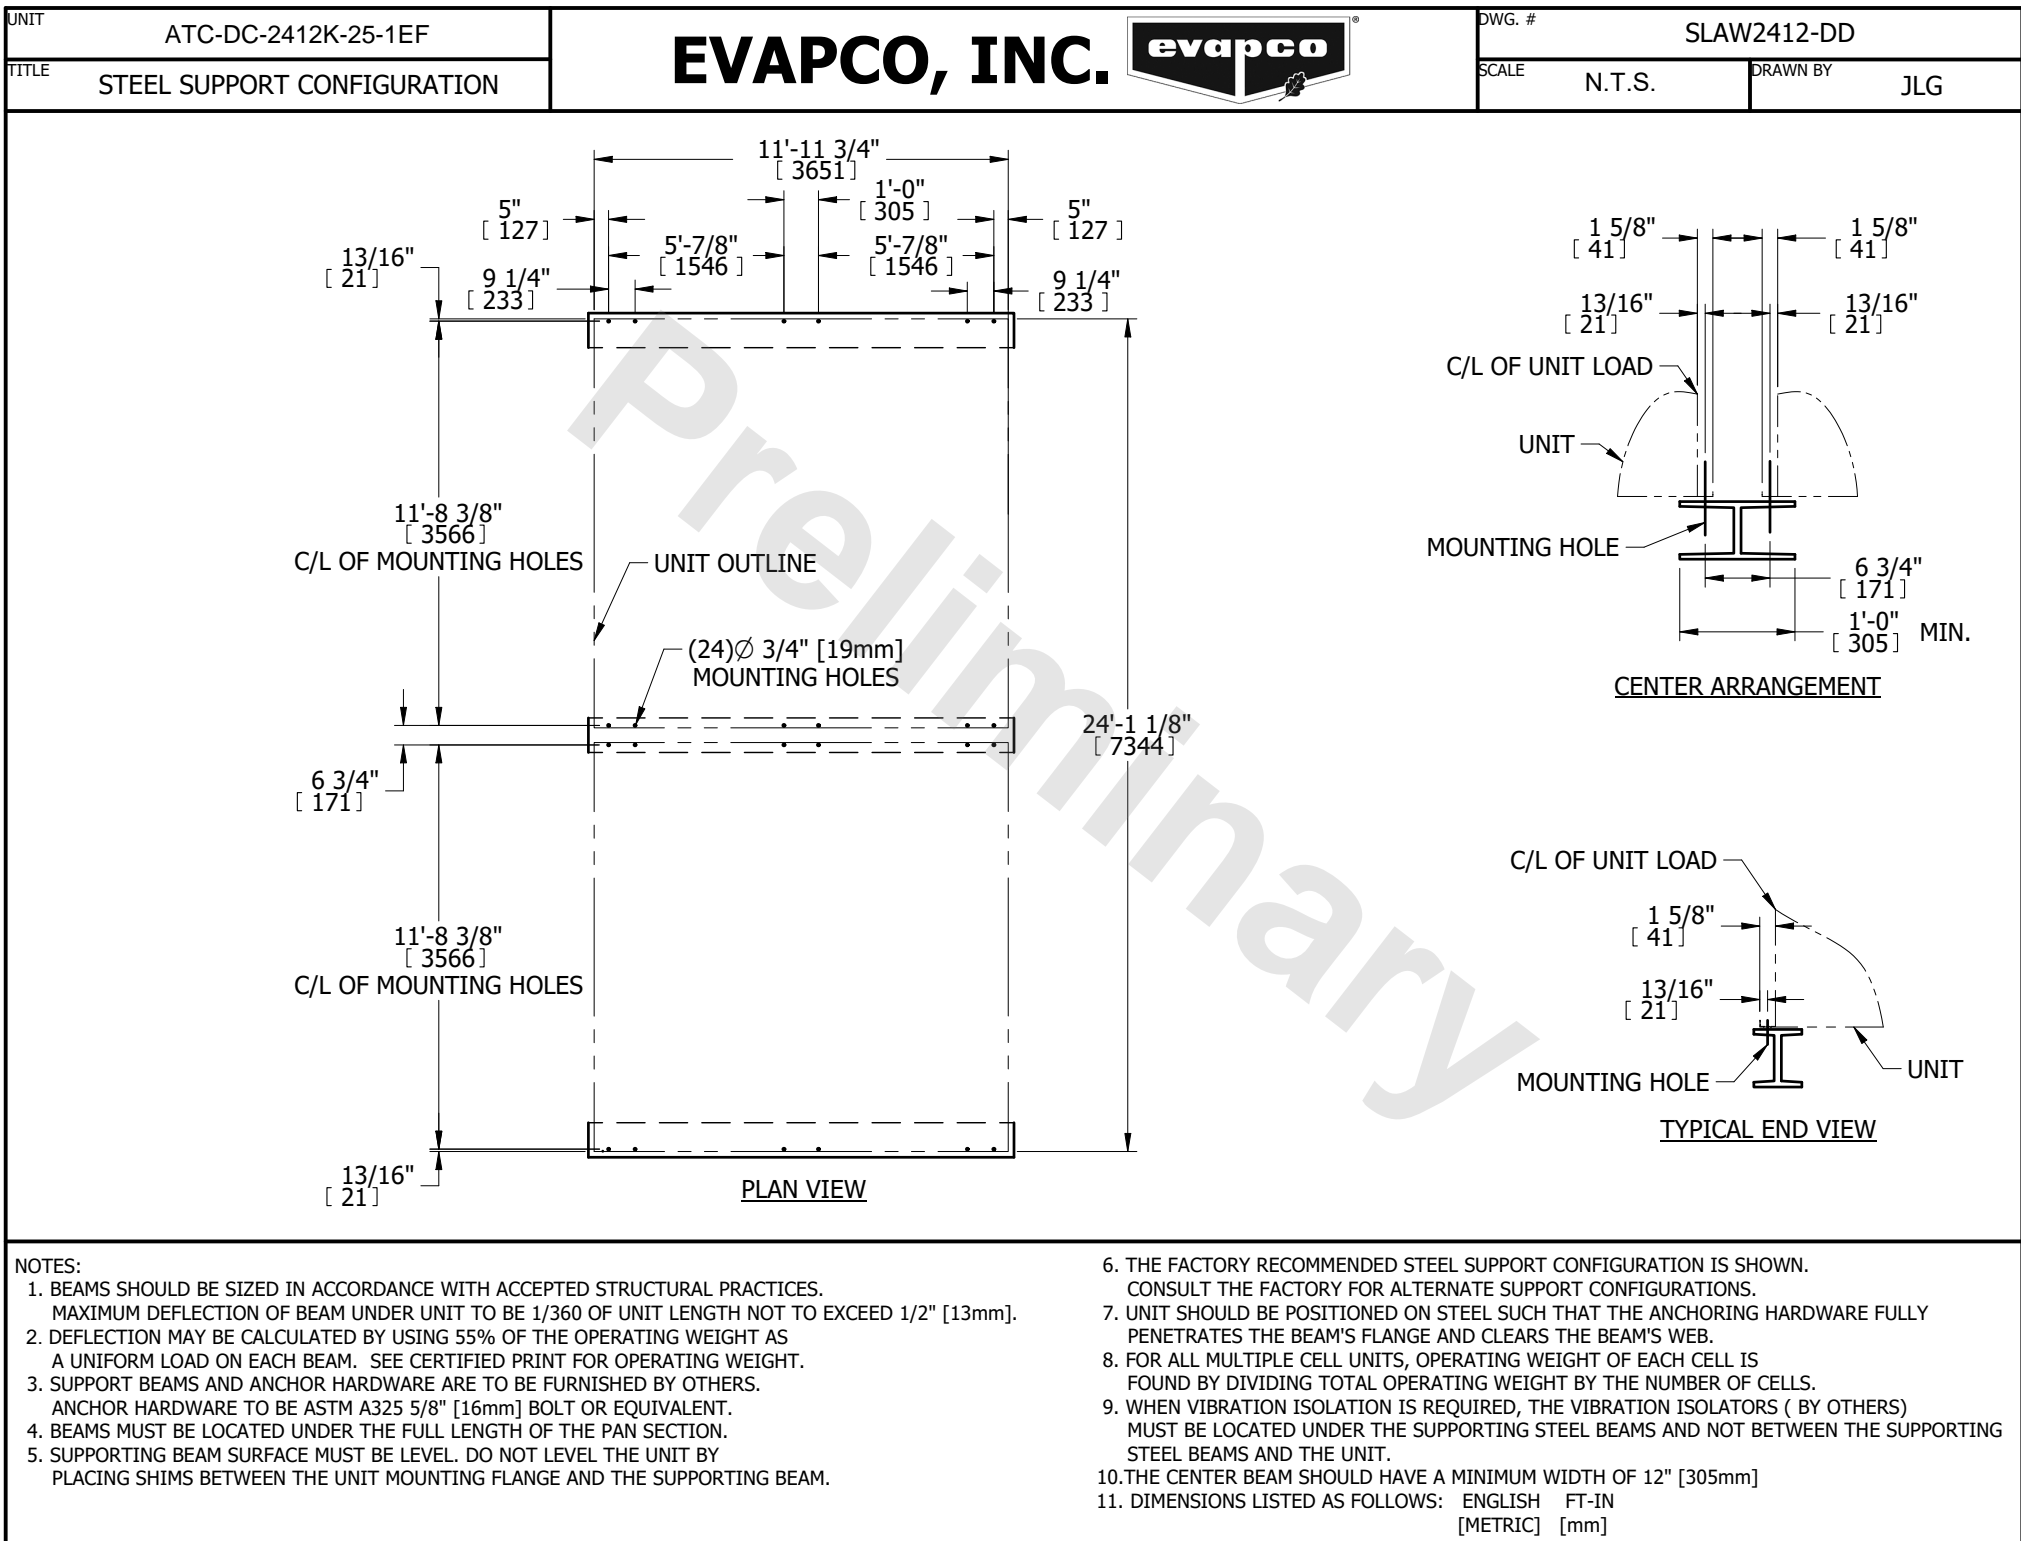 UNIT
ATC-DC-2412K-25-1EF
TITLE
STEEL SUPPORT CONFIGURATION
EVAPCO, INC.
evapco
®
DWG. #
SLAW2412-DD
SCALE
N.T.S.
DRAWN BY
JLG
11'-11 3/4"
[ 3651]
1'-0"
[ 305 ]
5"
[ 127]
5"
[ 127 ]
5'-7/8"
[ 1546 ]
5'-7/8"
[ 1546 ]
13/16"
[ 21]
9 1/4"
[ 233]
9 1/4"
[ 233 ]
11'-8 3/8"
[ 3566]
C/L OF MOUNTING HOLES
UNIT OUTLINE
(24)∅ 3/4" [19mm]
MOUNTING HOLES
24'-1 1/8"
[ 7344]
6 3/4"
[ 171]
11'-8 3/8"
[ 3566]
C/L OF MOUNTING HOLES
13/16"
[ 21]
PLAN VIEW
Preliminary
1 5/8"
[ 41]
1 5/8"
[ 41]
13/16"
[ 21]
13/16"
[ 21]
C/L OF UNIT LOAD
UNIT
MOUNTING HOLE
6 3/4"
[ 171]
1'-0"
[ 305] MIN.
CENTER ARRANGEMENT
C/L OF UNIT LOAD
1 5/8"
[ 41]
13/16"
[ 21]
MOUNTING HOLE
UNIT
TYPICAL END VIEW
NOTES:
1. BEAMS SHOULD BE SIZED IN ACCORDANCE WITH ACCEPTED STRUCTURAL PRACTICES.
MAXIMUM DEFLECTION OF BEAM UNDER UNIT TO BE 1/360 OF UNIT LENGTH NOT TO EXCEED 1/2" [13mm].
2. DEFLECTION MAY BE CALCULATED BY USING 55% OF THE OPERATING WEIGHT AS
A UNIFORM LOAD ON EACH BEAM. SEE CERTIFIED PRINT FOR OPERATING WEIGHT.
3. SUPPORT BEAMS AND ANCHOR HARDWARE ARE TO BE FURNISHED BY OTHERS.
ANCHOR HARDWARE TO BE ASTM A325 5/8" [16mm] BOLT OR EQUIVALENT.
4. BEAMS MUST BE LOCATED UNDER THE FULL LENGTH OF THE PAN SECTION.
5. SUPPORTING BEAM SURFACE MUST BE LEVEL. DO NOT LEVEL THE UNIT BY
PLACING SHIMS BETWEEN THE UNIT MOUNTING FLANGE AND THE SUPPORTING BEAM.
6. THE FACTORY RECOMMENDED STEEL SUPPORT CONFIGURATION IS SHOWN.
CONSULT THE FACTORY FOR ALTERNATE SUPPORT CONFIGURATIONS.
7. UNIT SHOULD BE POSITIONED ON STEEL SUCH THAT THE ANCHORING HARDWARE FULLY
PENETRATES THE BEAM'S FLANGE AND CLEARS THE BEAM'S WEB.
8. FOR ALL MULTIPLE CELL UNITS, OPERATING WEIGHT OF EACH CELL IS
FOUND BY DIVIDING TOTAL OPERATING WEIGHT BY THE NUMBER OF CELLS.
9. WHEN VIBRATION ISOLATION IS REQUIRED, THE VIBRATION ISOLATORS ( BY OTHERS)
MUST BE LOCATED UNDER THE SUPPORTING STEEL BEAMS AND NOT BETWEEN THE SUPPORTING
STEEL BEAMS AND THE UNIT.
10.THE CENTER BEAM SHOULD HAVE A MINIMUM WIDTH OF 12" [305mm]
11. DIMENSIONS LISTED AS FOLLOWS: ENGLISH FT-IN
[METRIC] [mm]